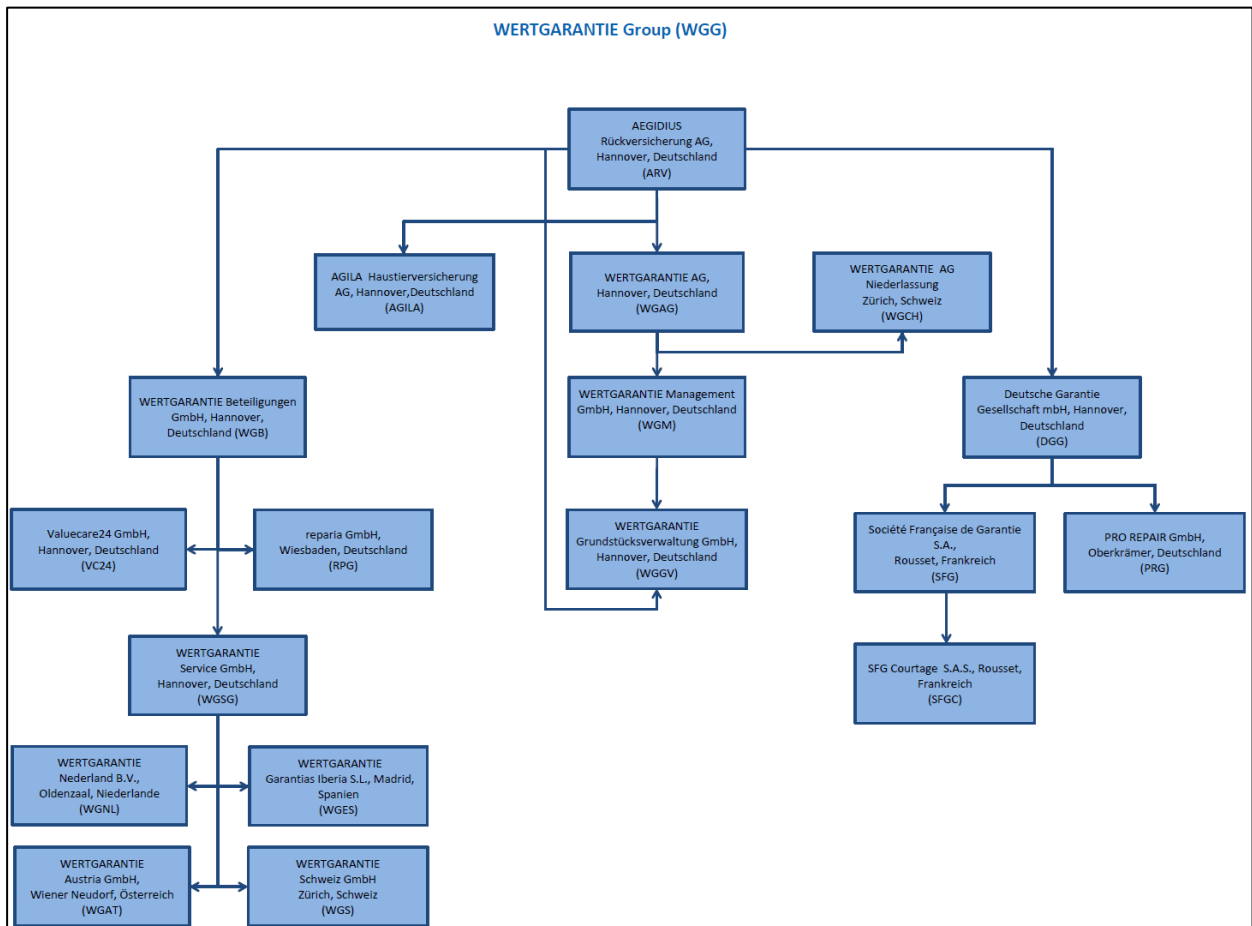 WERTGARANTIE Group (WGG)
AEGIDIUS
Rückversicherung AG,
Hannover, Deutschland
(ARV)
AGILA Haustierversicherung
AG, Hannover,Deutschland
(AGILA)
WERTGARANTIE AG,
Hannover, Deutschland
(WGAG)
WERTGARANTIE AG
Niederlassung
Zürich, Schweiz
(WGCH)
WERTGARANTIE Beteiligungen
GmbH, Hannover,
Deutschland (WGB)
WERTGARANTIE Management
GmbH, Hannover, Deutschland
(WGM)
Deutsche Garantie
Gesellschaft mbH, Hannover,
Deutschland
(DGG)
Valuecare24 GmbH,
Hannover, Deutschland
(VC24)
reparia GmbH,
Wiesbaden, Deutschland
(RPG)
WERTGARANTIE
Grundstücksverwaltung GmbH,
Hannover, Deutschland
(WGGV)
Société Française de Garantie
S.A.,
Rousset, Frankreich
(SFG)
PRO REPAIR GmbH,
Oberkrämer, Deutschland
(PRG)
WERTGARANTIE
Service GmbH,
Hannover, Deutschland
(WGSG)
SFG Courtage S.A.S., Rousset,
Frankreich
(SFGC)
WERTGARANTIE
Nederland B.V.,
Oldenzaal, Niederlande
(WGNL)
WERTGARANTIE
Garantias Iberia S.L., Madrid,
Spanien
(WGES)
WERTGARANTIE
Austria GmbH,
Wiener Neudorf, Österreich
(WGAT)
WERTGARANTIE
Schweiz GmbH
Zürich, Schweiz
(WGS)